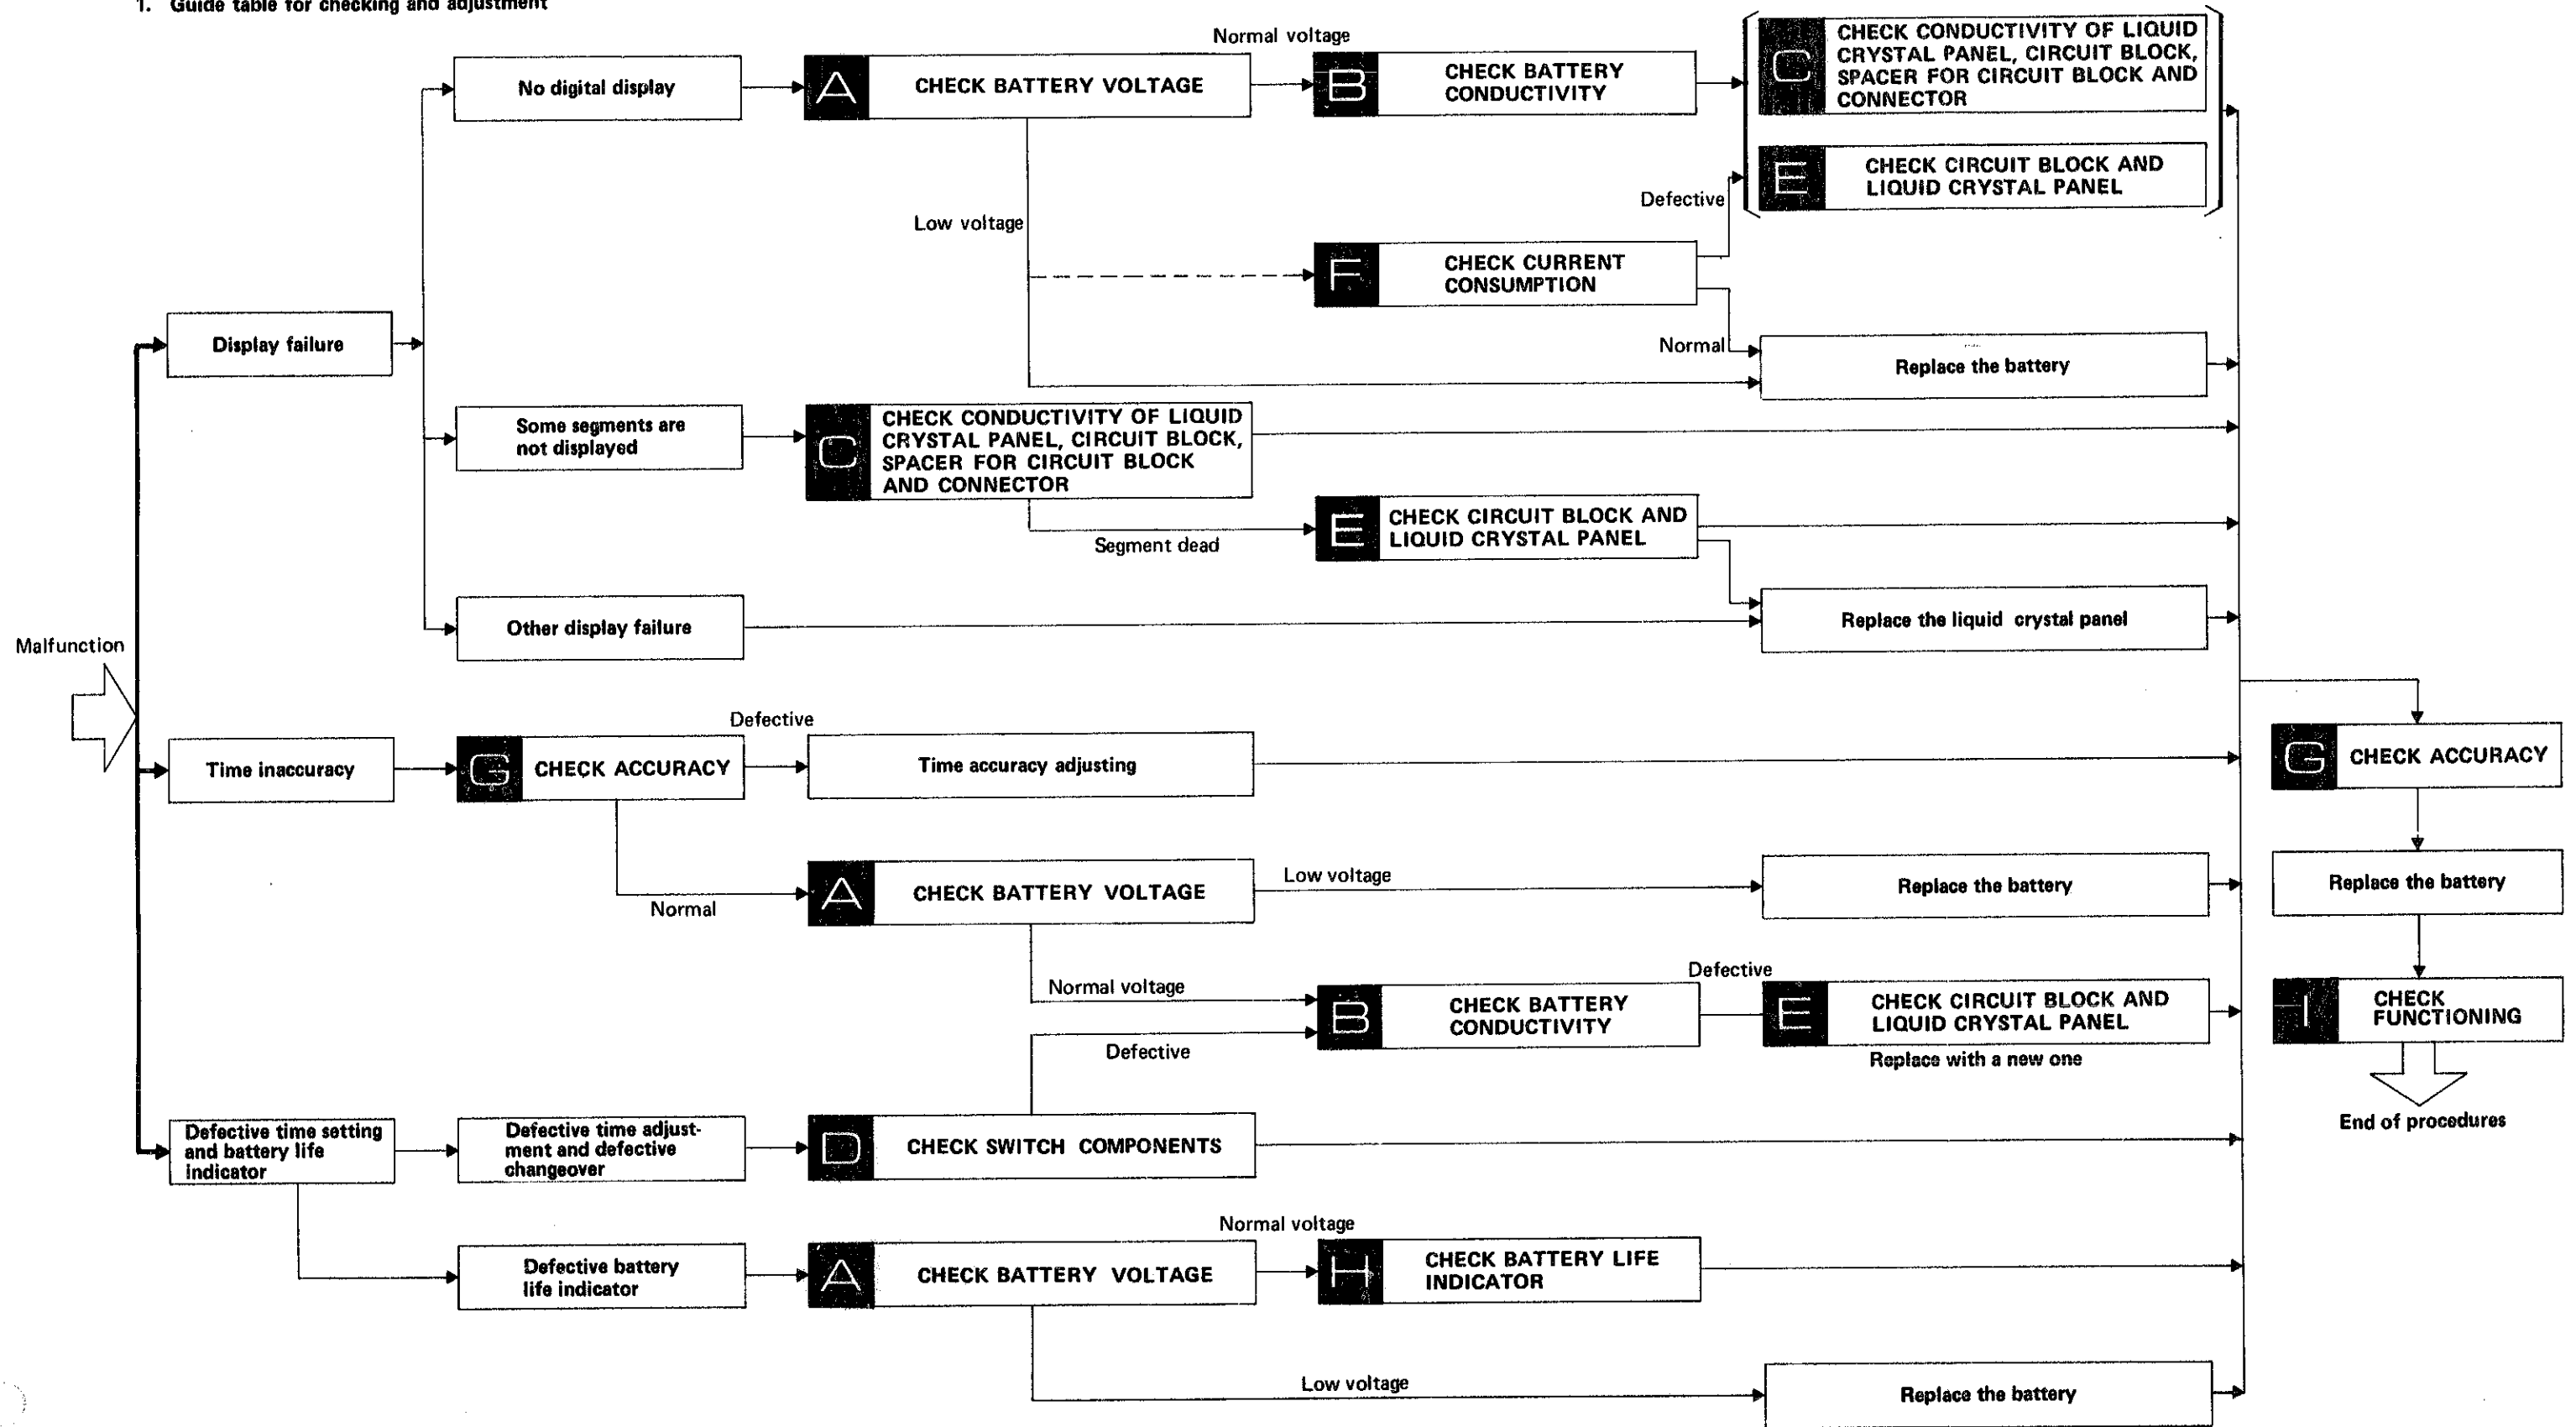 1. Guide table for checking and adjustment
Normal voltage
No digital display
A
CHECK BATTERY VOLTAGE
B
CHECK BATTERY
CONDUCTIVITY
C
CHECK CONDUCTIVITY OF LIQUID
CRYSTAL PANEL, CIRCUIT BLOCK,
SPACER FOR CIRCUIT BLOCK AND
CONNECTOR
E
CHECK CIRCUIT BLOCK AND
LIQUID CRYSTAL PANEL
Defective
Low voltage
F
CHECK CURRENT
CONSUMPTION
Display failure
Normal
Replace the battery
Some segments are
not displayed
C
CHECK CONDUCTIVITY OF LIQUID
CRYSTAL PANEL, CIRCUIT BLOCK,
SPACER FOR CIRCUIT BLOCK
AND CONNECTOR
Segment dead
E
CHECK CIRCUIT BLOCK AND
LIQUID CRYSTAL PANEL
Other display failure
Replace the liquid crystal panel
Malfunction
Time inaccuracy
G
CHECK ACCURACY
Defective
Time accuracy adjusting
G
CHECK ACCURACY
Normal
A
CHECK BATTERY VOLTAGE
Low voltage
Replace the battery
Replace the battery
Normal voltage
Defective
B
CHECK BATTERY
CONDUCTIVITY
Defective
E
CHECK CIRCUIT BLOCK AND
LIQUID CRYSTAL PANEL
Replace with a new one
I
CHECK
FUNCTIONING
End of procedures
Defective time setting
and battery life
indicator
Defective time adjust-
ment and defective
changeover
D
CHECK SWITCH COMPONENTS
Normal voltage
Defective battery
life indicator
A
CHECK BATTERY VOLTAGE
H
CHECK BATTERY LIFE
INDICATOR
Low voltage
Replace the battery